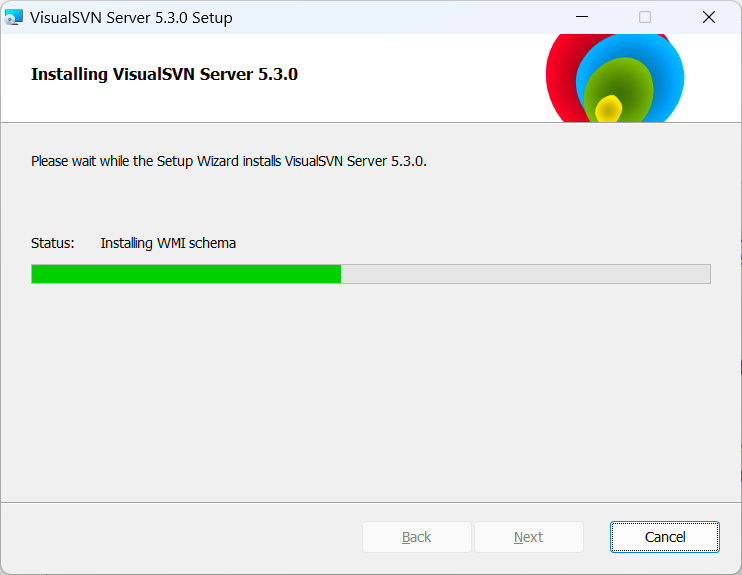 VisualSVN Server 5.3.0 Setup
Installing VisualSVN Server 5.3.0
Please wait while the Setup Wizard installs VisualSVN Server 5.3.0.
Status: Installing WMI schema
Back Next Cancel